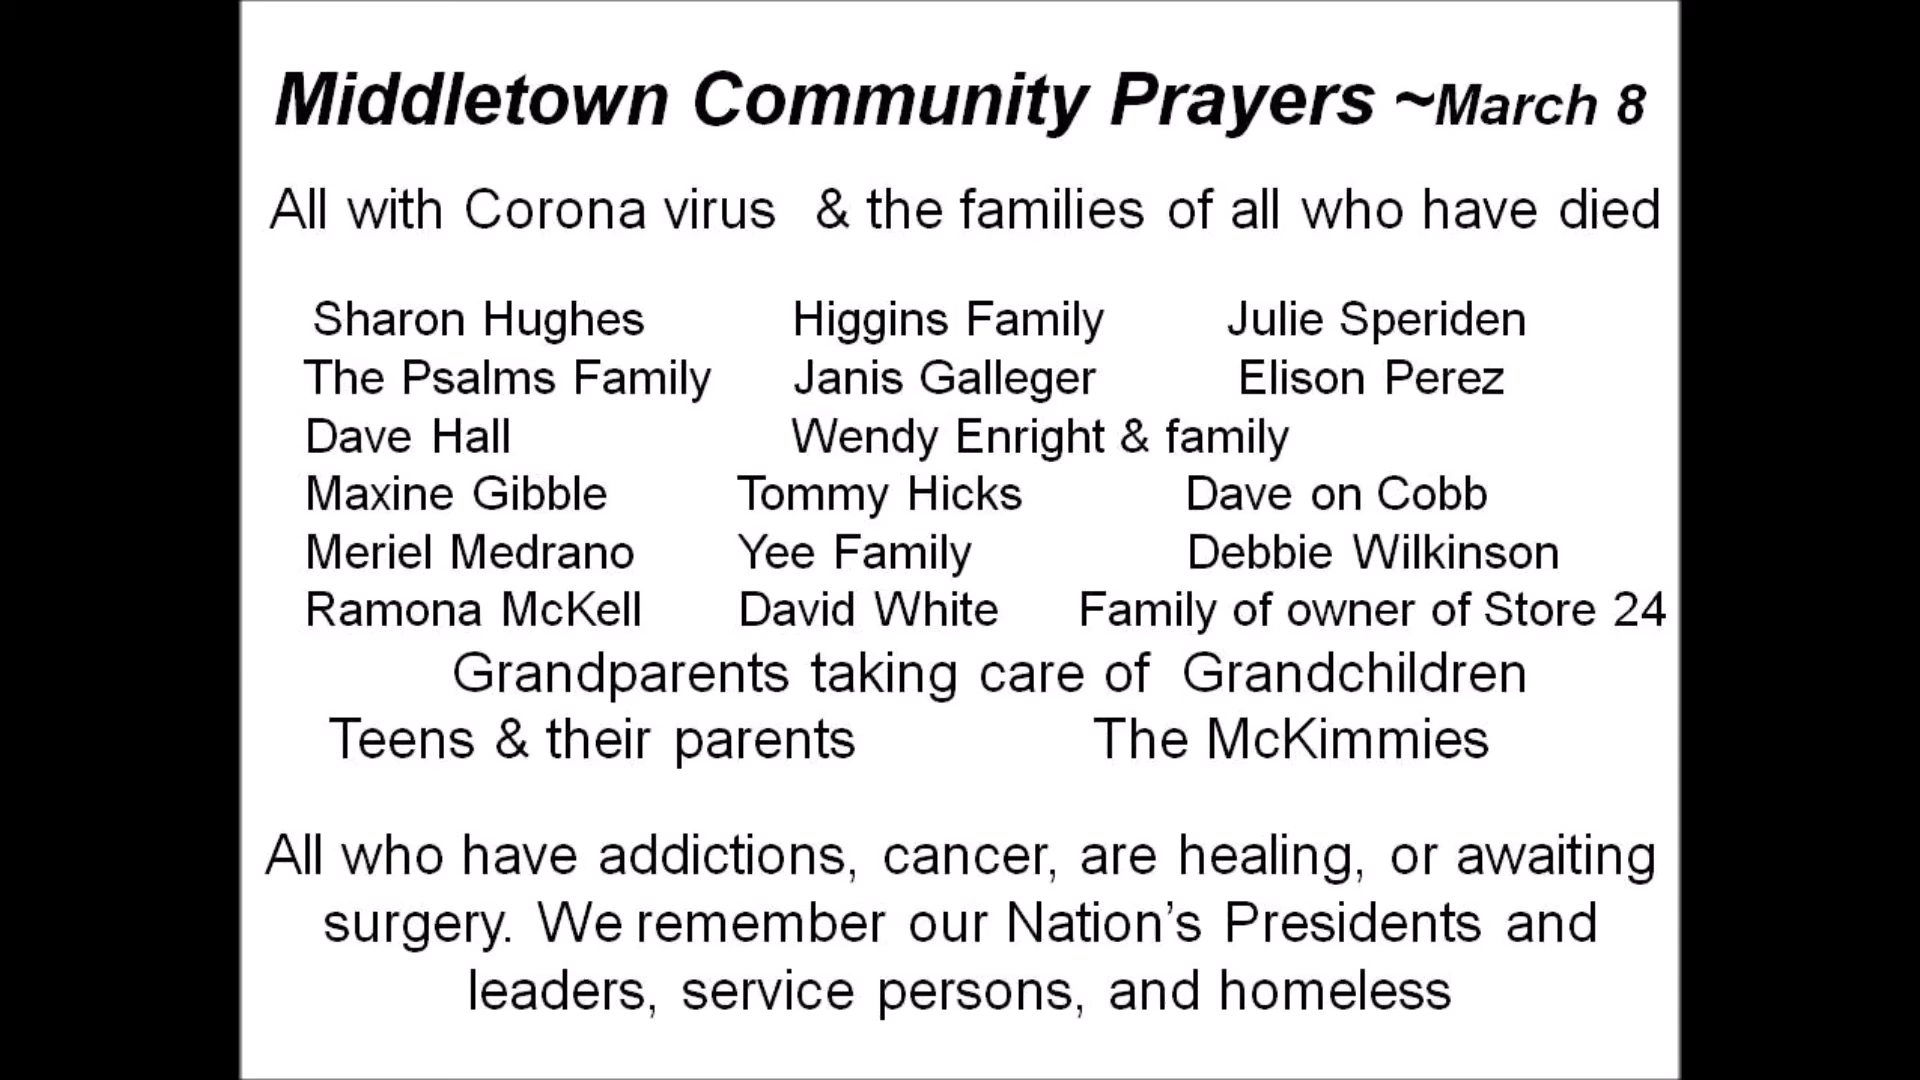 Middletown Community Prayers ~March 8
All with Corona virus & the families of all who have died
Sharon Hughes Higgins Family Julie Speriden
The Psalms Family Janis Galleger Elison Perez
Dave Hall Wendy Enright & family
Maxine Gibble Tommy Hicks Dave on Cobb
Meriel Medrano Yee Family Debbie Wilkinson
Ramona McKell David White Family of owner of Store 24
Grandparents taking care of Grandchildren
Teens & their parents The McKimmies
All who have addictions, cancer, are healing, or awaiting
surgery. We remember our Nation’s Presidents and
leaders, service persons, and homeless